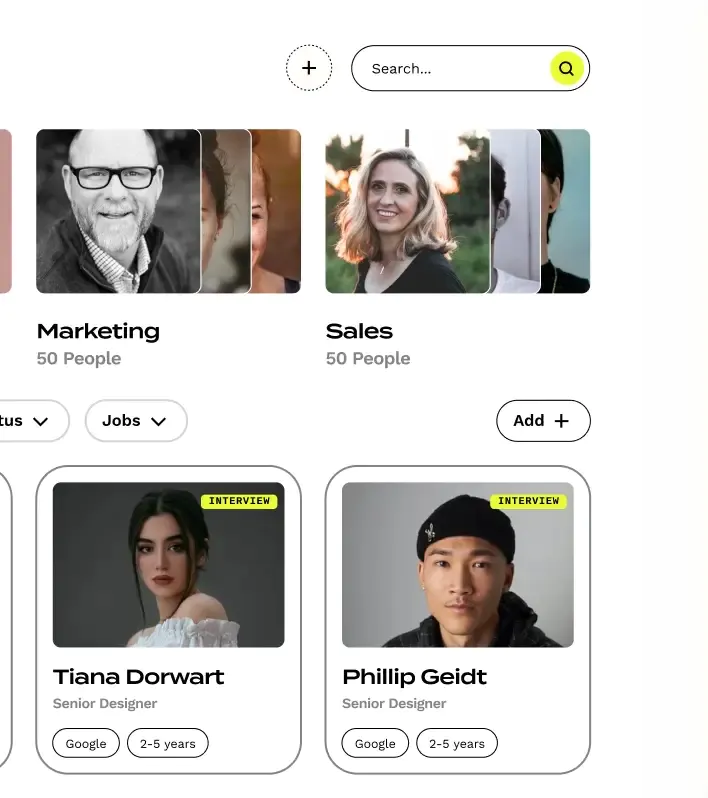 Search...
Marketing
50 People
Sales
50 People
tus
Jobs
Add
INTERVIEW
INTERVIEW
Tiana Dorwart
Senior Designer
Google
2-5 years
Phillip Geidt
Senior Designer
Google
2-5 years